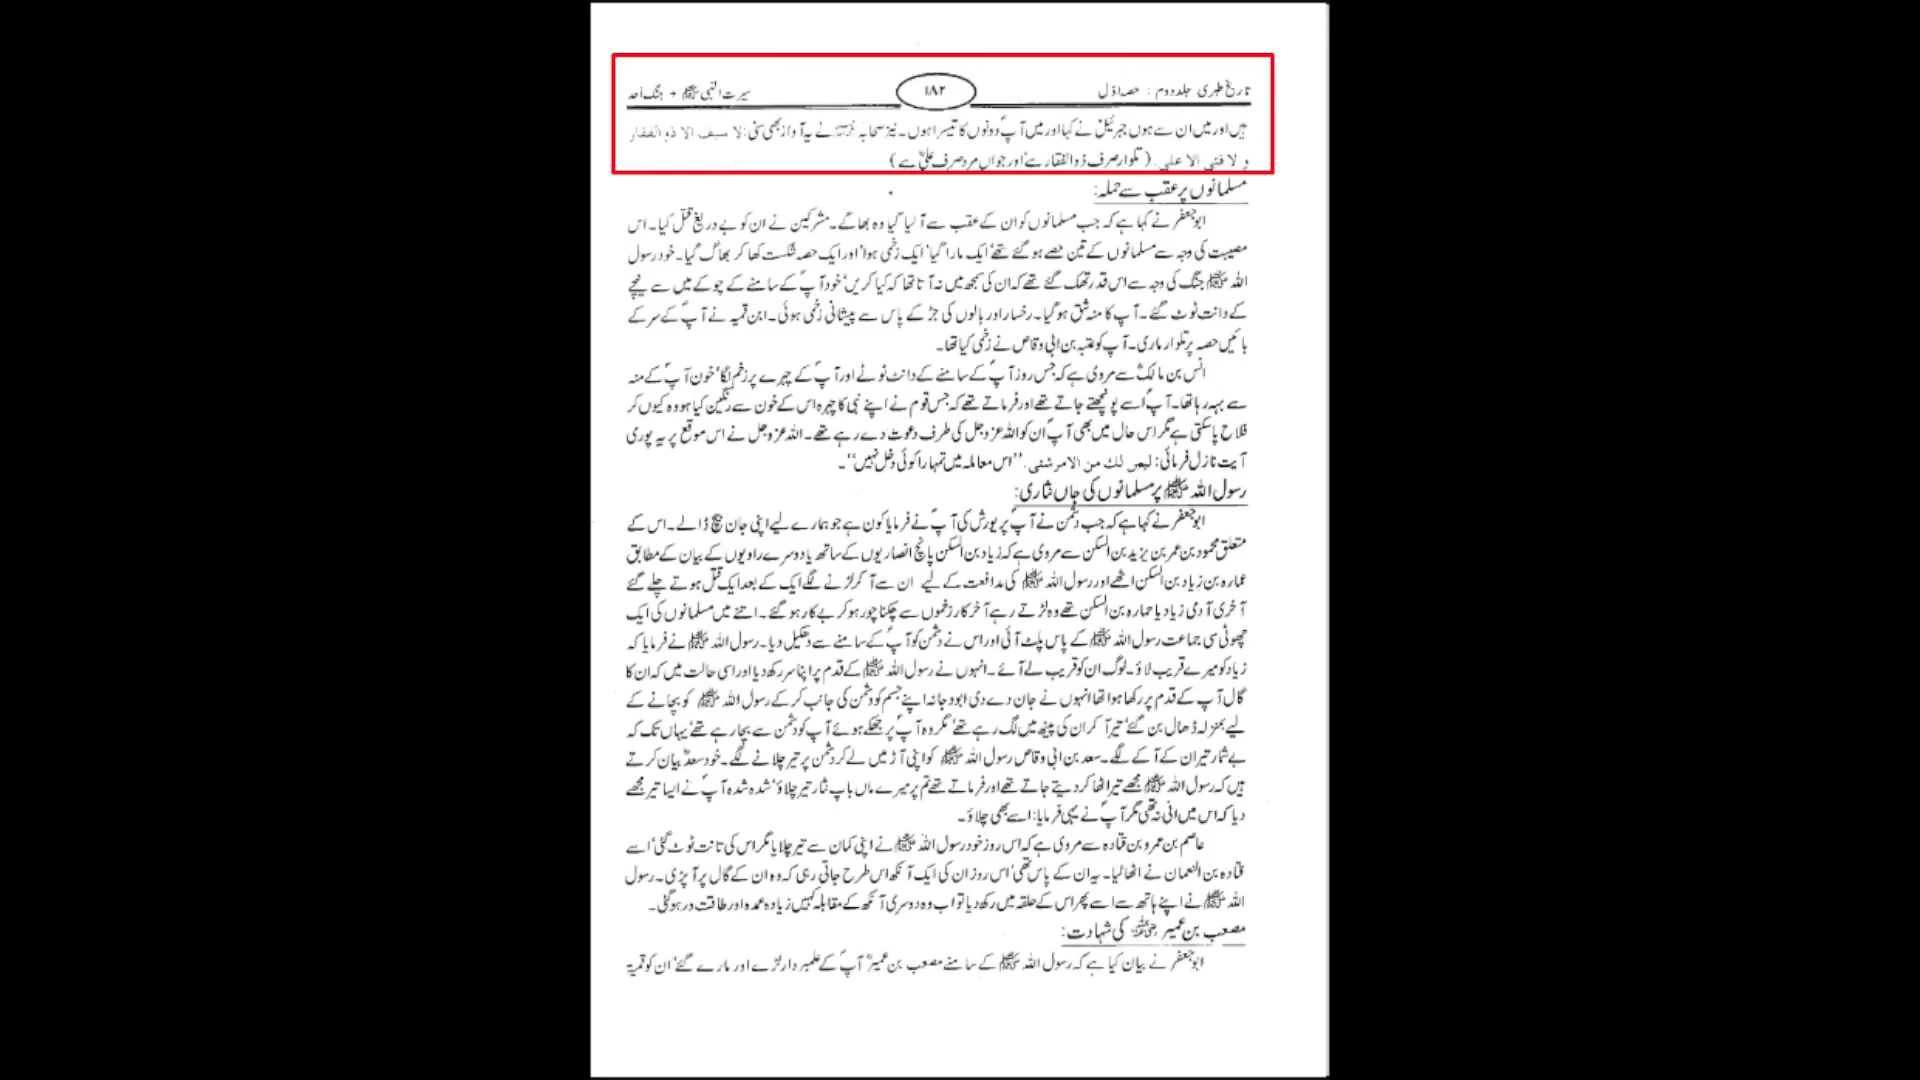 تاریخ طبری جلد دوم : حصہ اوّل ۱۸۲ سیرت النبی ﷺ + جنگ احد
ہیں اور میں ان سے ہوں جبرئیلؑ نے کہا اور میں آپؐ دونوں کا تیسرا ہوں۔ نیز صحابہ نے یہ آواز بھی سنی: لا سیف الا ذو الفقار
و لا فتی الا علی۔ (تلوار صرف ذوالفقار ہے اور جواں مرد صرف علیؓ ہے)
مسلمانوں پر عقب سے حملہ:
ابو جعفر نے کہا ہے کہ جب مسلمانوں کو ان کے عقب سے آ لیا گیا وہ بھاگے۔ مشرکین نے ان کو بے دریغ قتل کیا۔ اس
مصیبت کی وجہ سے مسلمانوں کے تین حصے ہو گئے تھے' ایک مارا گیا' ایک زخمی ہوا' اور ایک حصہ شکست کھا کر بھاگ گیا۔ خود رسول
اللہ ﷺ جنگ کی وجہ سے اس قدر تھک گئے تھے کہ ان کی سمجھ میں نہ آتا تھا کہ کیا کریں' خود آپؐ کے سامنے کے چوکے میں سے نیچے
کے دانت ٹوٹ گئے۔ آپؐ کا منہ شق ہو گیا۔ رخسار اور بالوں کی جڑ کے پاس سے پیشانی زخمی ہوئی۔ ابن قمیہ نے آپؐ کے سر کے
بائیں حصہ پر تلوار ماری۔ آپؐ کو عتبہ بن ابی وقاص نے زخمی کیا تھا۔
انس بن مالکؓ سے مروی ہے کہ جس روز آپؐ کے سامنے کے دانت ٹوٹے اور آپؐ کے چہرے پر زخم لگا' خون آپؐ کے منہ
سے بہہ رہا تھا۔ آپؐ اسے پونچھتے جاتے تھے اور فرماتے تھے کہ جس قوم نے اپنے نبی کا چہرہ اس کے خون سے رنگین کیا ہو وہ کیوں کر
فلاح پا سکتی ہے مگر اس حال میں بھی آپؐ ان کو اللہ عزوجل کی طرف دعوت دے رہے تھے۔ اللہ عزوجل نے اس موقع پر یہ پوری
آیت نازل فرمائی: لیس لک من الامر شئی۔ ''اس معاملہ میں تمہارا کوئی دخل نہیں''۔
رسول اللہ ﷺ پر مسلمانوں کی جاں نثاری:
ابو جعفر نے کہا ہے کہ جب دشمن نے آپؐ پر یورش کی آپؐ نے فرمایا کون ہے جو ہمارے لیے اپنی جان بیچ ڈالے۔ اس کے
متعلق محمود بن عمر بن یزید بن السکن سے مروی ہے کہ زیاد بن السکن پانچ انصاریوں کے ساتھ یا دوسرے راویوں کے بیان کے مطابق
عمارہ بن زیاد بن السکن اٹھے اور رسول اللہ ﷺ کی مدافعت کے لیے ان سے آ کر لڑنے لگے ایک کے بعد ایک قتل ہوتے چلے گئے
آخری آدمی زیاد یا عمارہ بن السکن تھے وہ لڑتے رہے آخر کار زخموں سے چکنا چور ہو کر بے کار ہو گئے۔ اتنے میں مسلمانوں کی ایک
چھوٹی سی جماعت رسول اللہ ﷺ کے پاس پلٹ آئی اور اس نے دشمن کو آپؐ کے سامنے سے دھکیل دیا۔ رسول اللہ ﷺ نے فرمایا کہ
زیاد کو میرے قریب لاؤ۔ لوگ ان کو قریب لے آئے۔ انہوں نے رسول اللہ ﷺ کے قدم پر اپنا سر رکھ دیا اور اسی حالت میں کہ ان کا
گال آپؐ کے قدم پر رکھا ہوا تھا انہوں نے جان دے دی ابو دجانہ اپنے جسم کو دشمن کی جانب کر کے رسول اللہ ﷺ کو بچانے کے
لیے بمنزلہ ڈھال بن گئے' تیر آ کر ان کی پیٹھ میں لگ رہے تھے' مگر وہ آپؐ پر جھکے ہوئے آپؐ کو دشمن سے بچا رہے تھے' یہاں تک کہ
بے شمار تیر ان کے آ کے لگے۔ سعد بن ابی وقاص رسول اللہ ﷺ کو اپنی آڑ میں لے کر دشمن پر تیر چلانے لگے۔ خود سعدؓ بیان کرتے
ہیں کہ رسول اللہ ﷺ مجھے تیر اٹھا کر دیتے جاتے تھے اور فرماتے تھے تم پر میرے ماں باپ نثار تیر چلاؤ' شدہ شدہ آپؐ نے ایسا تیر مجھے
دیا کہ اس میں انی نہ تھی مگر آپؐ نے یہی فرمایا: اسے بھی چلاؤ۔
عاصم بن عمرو بن قتادہ سے مروی ہے کہ اس روز خود رسول اللہ ﷺ نے اپنی کمان سے تیر چلایا مگر اس کی تانت ٹوٹ گئی' اسے
قتادہ بن النعمان نے اٹھا لیا۔ یہ ان کے پاس تھی' اس روز ان کی ایک آنکھ اس طرح جاتی رہی کہ وہ ان کے گال پر آ پڑی۔ رسول
اللہ ﷺ نے اپنے ہاتھ سے اسے پھر اس کے حلقہ میں رکھ دیا تو اب وہ دوسری آنکھ کے مقابلہ کہیں زیادہ عمدہ اور طاقت ور ہو گئی۔
مصعب بن عمیر رضی اللہ عنہ کی شہادت:
ابو جعفر نے بیان کیا ہے کہ رسول اللہ ﷺ کے سامنے مصعب بن عمیرؓ آپؐ کے علمبردار لڑے اور مارے گئے' ان کو قمیہ